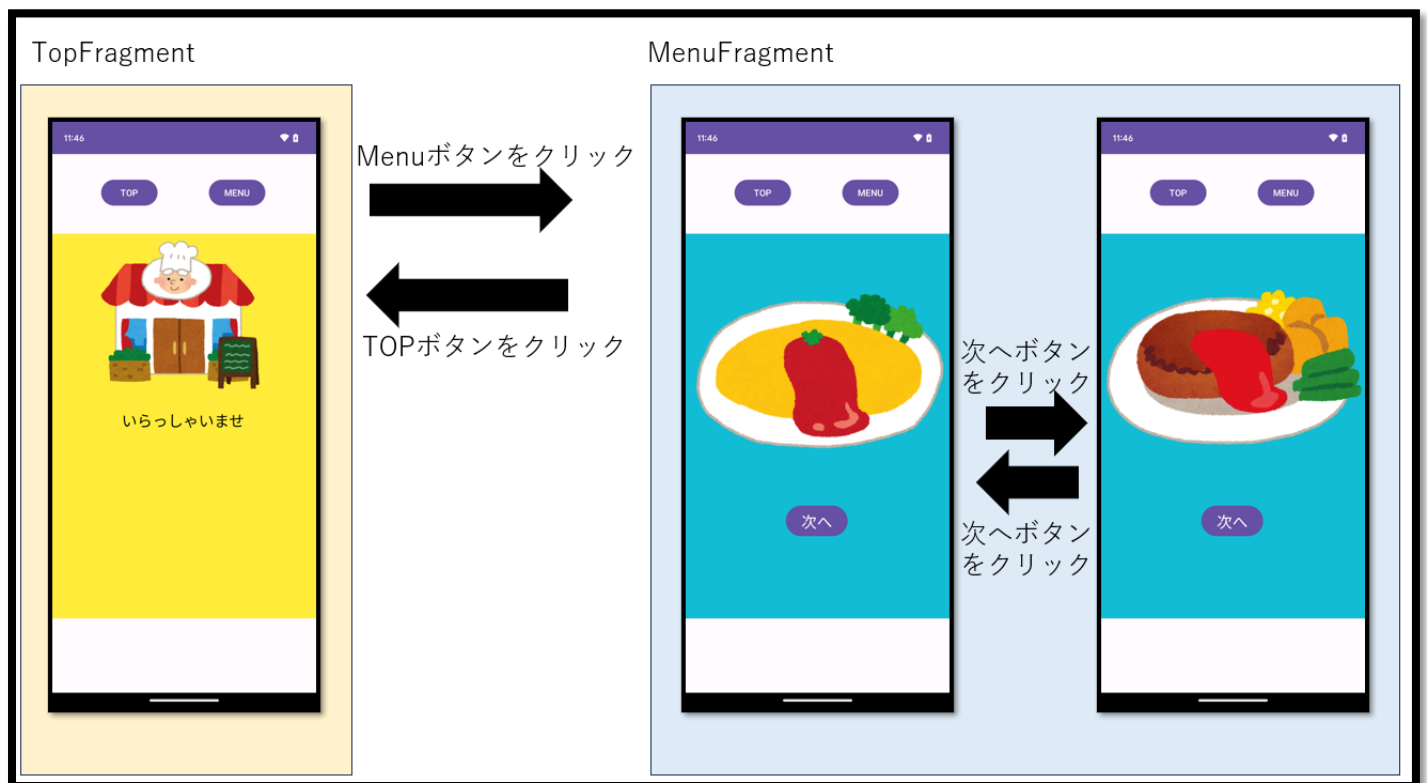 TopFragment
MenuFragment
11:46
TOP
MENU
いらっしゃいませ
Menuボタンをクリック
TOPボタンをクリック
11:46
TOP
MENU
次へ
次へボタン
をクリック
次へボタン
をクリック
11:46
TOP
MENU
次へ